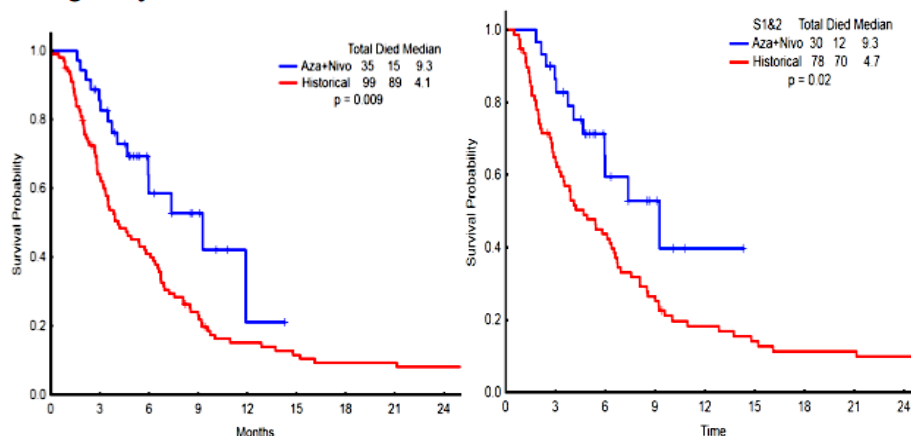 Total Died Median
Aza+Nivo 35 15 9.3
Historical 99 89 4.1
p = 0.009
Survival Probability
1.0
0.8
0.6
0.4
0.2
0.0
0 3 6 9 12 15 18 21 24
Months
S1&2 Total Died Median
Aza+Nivo 30 12 9.3
Historical 78 70 4.7
p = 0.02
Survival Probability
1.0
0.8
0.6
0.4
0.2
0.0
0 3 6 9 12 15 18 21 24
Time